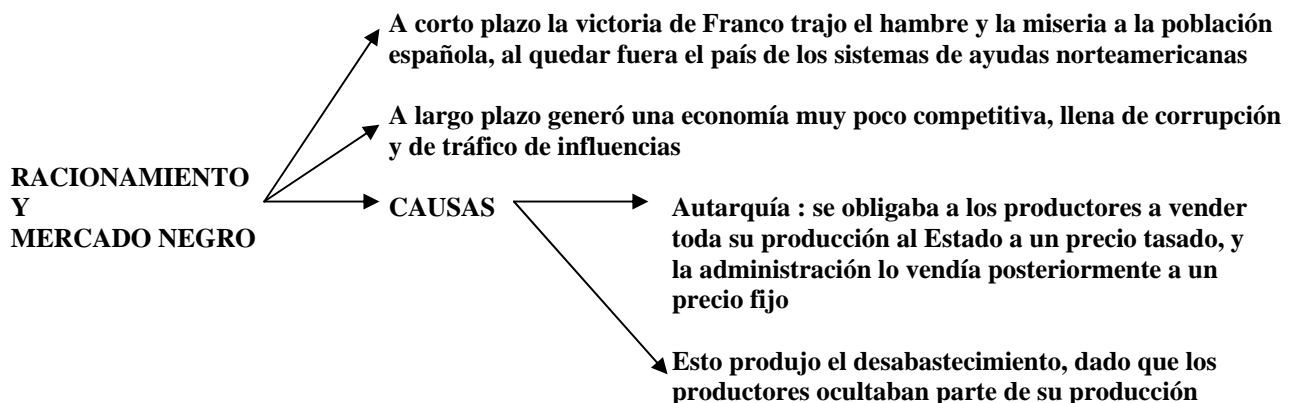 A corto plazo la victoria de Franco trajo el hambre y la miseria a la población
española, al quedar fuera el país de los sistemas de ayudas norteamericanas
A largo plazo generó una economía muy poco competitiva, llena de corrupción
y de tráfico de influencias
RACIONAMIENTO
Y
MERCADO NEGRO
CAUSAS
Autarquía : se obligaba a los productores a vender
toda su producción al Estado a un precio tasado, y
la administración lo vendía posteriormente a un
precio fijo
Esto produjo el desabastecimiento, dado que los
productores ocultaban parte de su producción